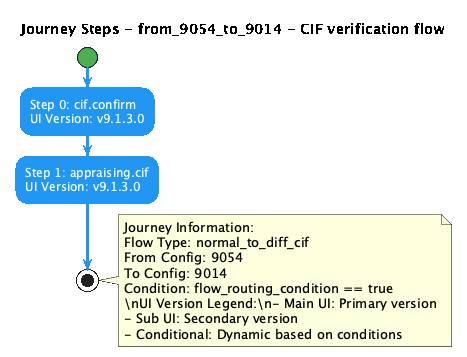 Journey Steps - from_9054_to_9014 - CIF verification flow
Step 0: cif.confirm
UI Version: v9.1.3.0
Step 1: appraising.cif
UI Version: v9.1.3.0
Journey Information:
Flow Type: normal_to_diff_cif
From Config: 9054
To Config: 9014
Condition: flow_routing_condition == true
\nUI Version Legend:\n- Main UI: Primary version
- Sub UI: Secondary version
- Conditional: Dynamic based on conditions